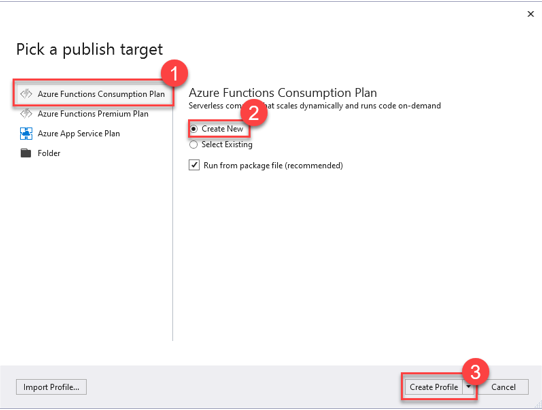 Pick a publish target
1
Azure Functions Consumption Plan
Azure Functions Premium Plan
Azure App Service Plan
Folder
Azure Functions Consumption Plan
Serverless com that scales dynamically and runs code on-demand
2
Create New
Select Existing
Run from package file (recommended)
3
Import Profile...
Create Profile
Cancel